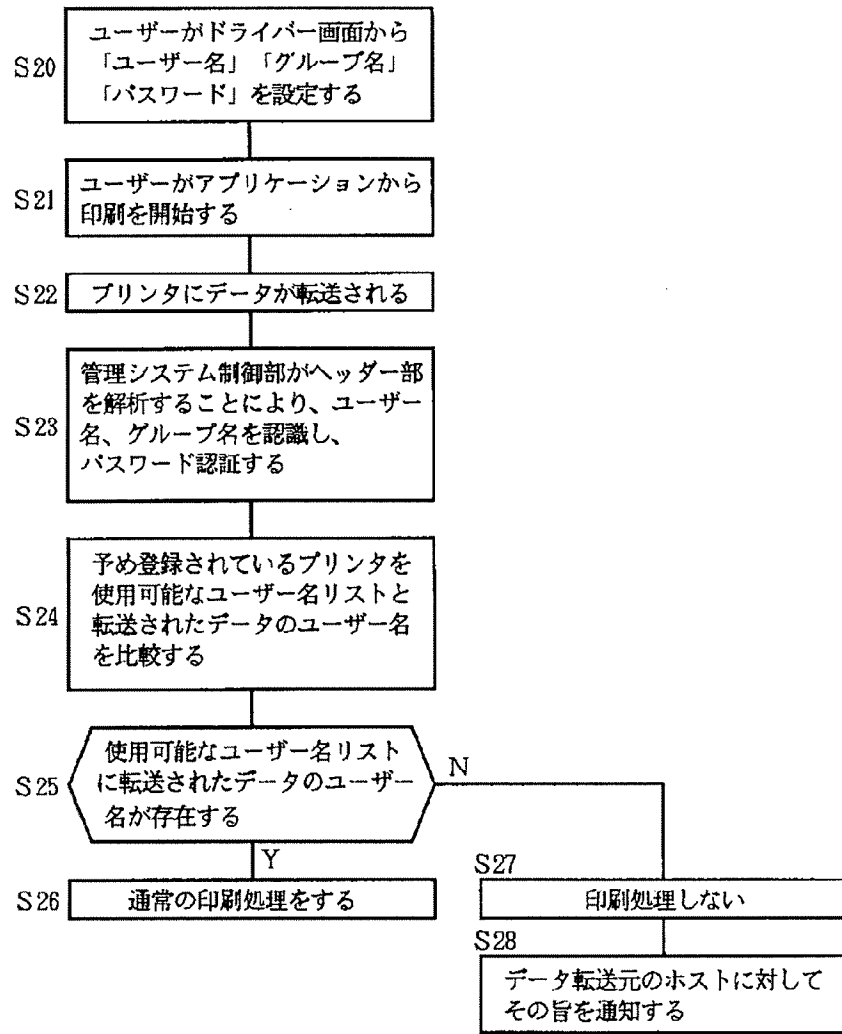 S20
ユーザーがドライバー画面から
「ユーザー名」「グループ名」
「パスワード」を設定する
S21
ユーザーがアプリケーションから
印刷を開始する
S22
プリンタにデータが転送される
S23
管理システム制御部がヘッダー部
を解析することにより、ユーザー
名、グループ名を認識し、
パスワード認証する
S24
予め登録されているプリンタを
使用可能なユーザー名リストと
転送されたデータのユーザー名
を比較する
S25
使用可能なユーザー名リスト
に転送されたデータのユーザー
名が存在する
N
Y
S26
通常の印刷処理をする
S27
印刷処理しない
S28
データ転送元のホストに対して
その旨を通知する